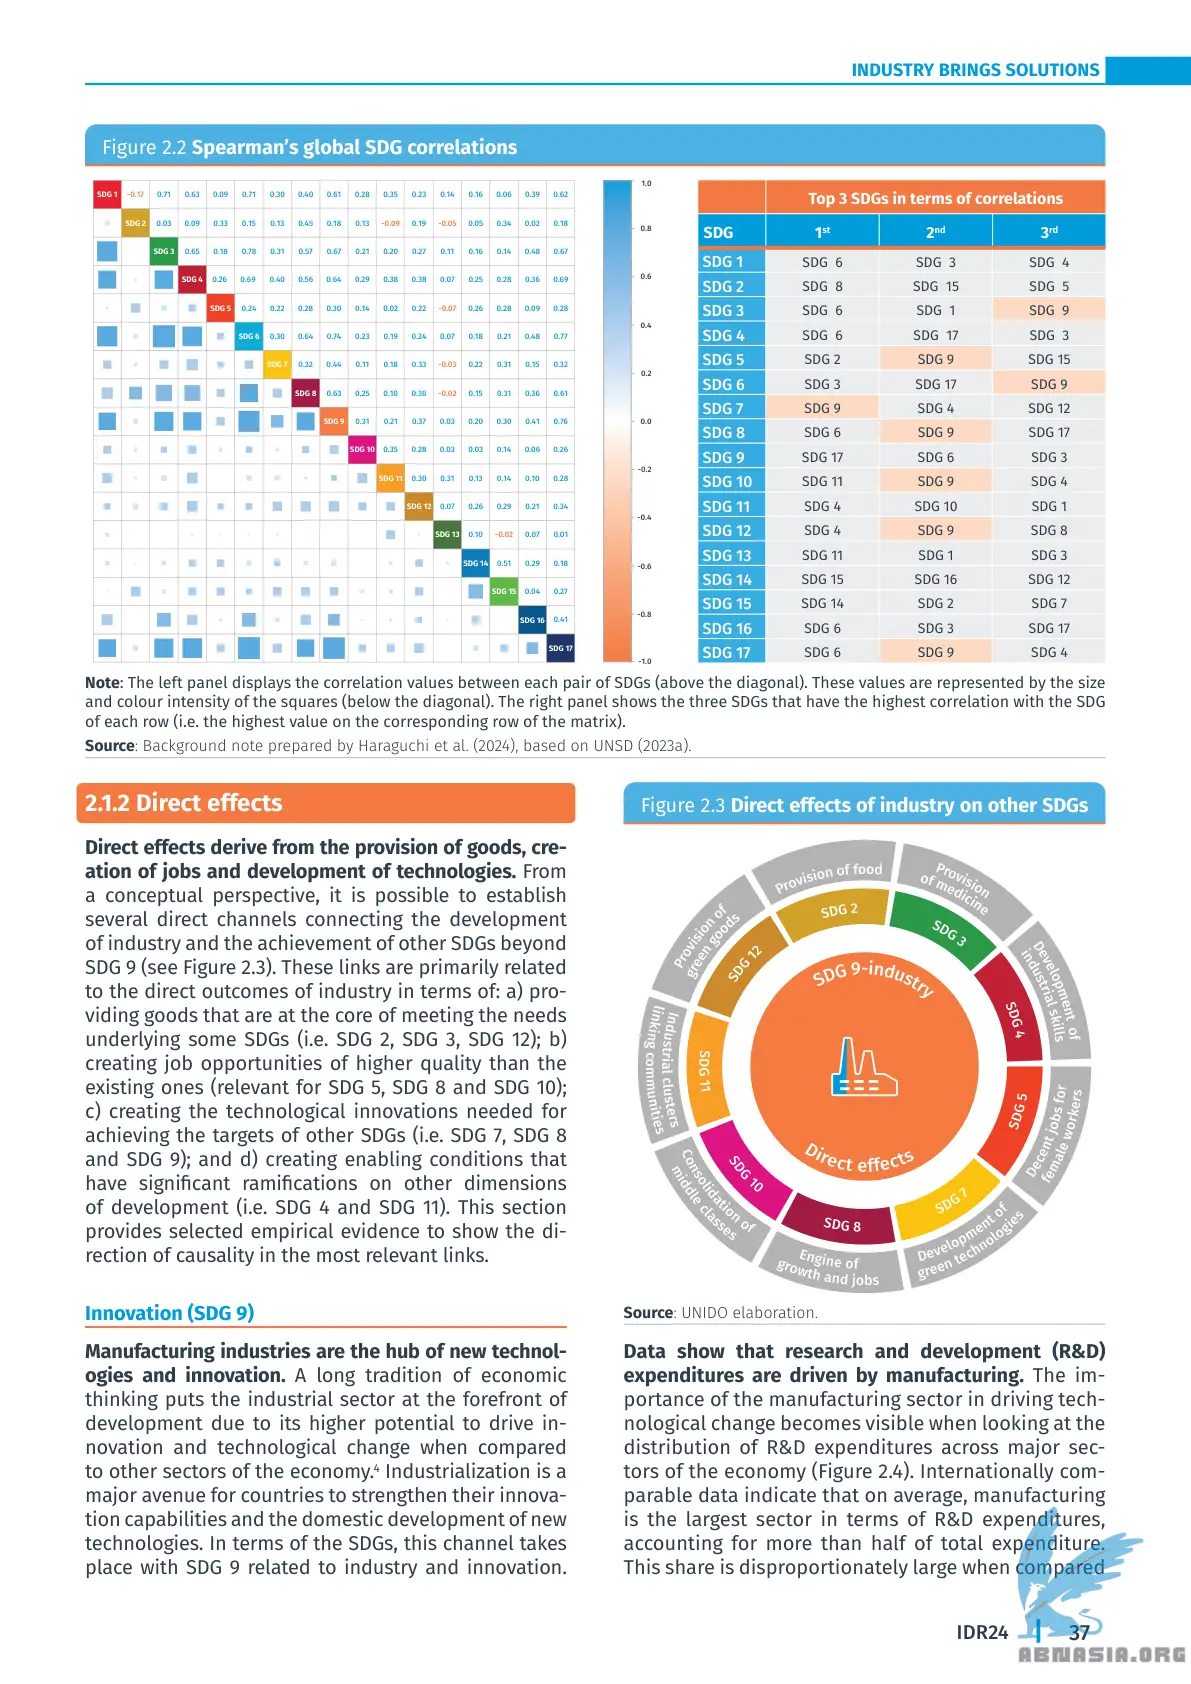 INDUSTRY BRINGS SOLUTIONS
Figure 2.2 Spearman's global SDG correlations
SDG 1 -0.17 0.71 0.63 0.09 0.71 0.30 0.40 0.61 0.28 0.35 0.23 0.14 0.16 0.06 0.39 0.62
SDG 2 0.03 0.09 0.33 0.15 0.13 0.45 0.18 0.13 -0.09 0.19 -0.05 0.05 0.34 0.02 0.18
SDG 3 0.65 0.18 0.78 0.31 0.57 0.67 0.21 0.20 0.27 0.11 0.16 0.14 0.48 0.67
SDG 4 0.26 0.69 0.40 0.56 0.64 0.29 0.38 0.38 0.07 0.25 0.28 0.36 0.69
SDG 5 0.24 0.22 0.28 0.30 0.14 0.02 0.22 -0.07 0.26 0.28 0.09 0.28
SDG 6 0.30 0.64 0.74 0.23 0.19 0.24 0.07 0.18 0.21 0.48 0.77
SDG 7 0.32 0.44 0.11 0.18 0.33 -0.03 0.22 0.31 0.15 0.32
SDG 8 0.63 0.25 0.10 0.36 -0.02 0.15 0.31 0.36 0.61
SDG 9 0.31 0.21 0.37 0.03 0.20 0.30 0.41 0.76
SDG 10 0.35 0.28 0.03 0.03 0.14 0.06 0.26
SDG 11 0.30 0.31 0.13 0.14 0.10 0.28
SDG 12 0.07 0.26 0.29 0.21 0.34
SDG 13 0.10 -0.02 0.07 0.01
SDG 14 0.51 0.29 0.18
SDG 15 0.04 0.27
SDG 16 0.41
SDG 17
1.0
0.8
0.6
0.4
0.2
0.0
-0.2
-0.4
-0.6
-0.8
-1.0
Top 3 SDGs in terms of correlations
SDG 1st 2nd 3rd
SDG 1 SDG 6 SDG 3 SDG 4
SDG 2 SDG 8 SDG 15 SDG 5
SDG 3 SDG 6 SDG 1 SDG 9
SDG 4 SDG 6 SDG 17 SDG 3
SDG 5 SDG 2 SDG 9 SDG 15
SDG 6 SDG 3 SDG 17 SDG 9
SDG 7 SDG 9 SDG 4 SDG 12
SDG 8 SDG 6 SDG 9 SDG 17
SDG 9 SDG 17 SDG 6 SDG 3
SDG 10 SDG 11 SDG 9 SDG 4
SDG 11 SDG 4 SDG 10 SDG 1
SDG 12 SDG 4 SDG 9 SDG 8
SDG 13 SDG 11 SDG 1 SDG 3
SDG 14 SDG 15 SDG 16 SDG 12
SDG 15 SDG 14 SDG 2 SDG 7
SDG 16 SDG 6 SDG 3 SDG 17
SDG 17 SDG 6 SDG 9 SDG 4
Note: The left panel displays the correlation values between each pair of SDGs (above the diagonal). These values are represented by the size
and colour intensity of the squares (below the diagonal). The right panel shows the three SDGs that have the highest correlation with the SDG
of each row (i.e. the highest value on the corresponding row of the matrix).
Source: Background note prepared by Haraguchi et al. (2024), based on UNSD (2023a).
2.1.2 Direct effects
Direct effects derive from the provision of goods, cre-
ation of jobs and development of technologies. From
a conceptual perspective, it is possible to establish
several direct channels connecting the development
of industry and the achievement of other SDGs beyond
SDG 9 (see Figure 2.3). These links are primarily related
to the direct outcomes of industry in terms of: a) pro-
viding goods that are at the core of meeting the needs
underlying some SDGs (i.e. SDG 2, SDG 3, SDG 12); b)
creating job opportunities of higher quality than the
existing ones (relevant for SDG 5, SDG 8 and SDG 10);
c) creating the technological innovations needed for
achieving the targets of other SDGs (i.e. SDG 7, SDG 8
and SDG 9); and d) creating enabling conditions that
have significant ramifications on other dimensions
of development (i.e. SDG 4 and SDG 11). This section
provides selected empirical evidence to show the di-
rection of causality in the most relevant links.
Innovation (SDG 9)
Manufacturing industries are the hub of new technol-
ogies and innovation. A long tradition of economic
thinking puts the industrial sector at the forefront of
development due to its higher potential to drive in-
novation and technological change when compared
to other sectors of the economy.4 Industrialization is a
major avenue for countries to strengthen their innova-
tion capabilities and the domestic development of new
technologies. In terms of the SDGs, this channel takes
place with SDG 9 related to industry and innovation.
Figure 2.3 Direct effects of industry on other SDGs
Provision of food
Provision
of medicine
Development of
industrial skills
Decent jobs for
female workers
Development of
green technologies
Engine of
growth and jobs
Consolidation of
middle classes
Industrial clusters
linking communities
Provision of
green goods
SDG 2
SDG 3
SDG 4
SDG 5
SDG 7
SDG 8
SDG 10
SDG 11
SDG 12
SDG 9-industry
Direct effects
Source: UNIDO elaboration.
Data show that research and development (R&D)
expenditures are driven by manufacturing. The im-
portance of the manufacturing sector in driving tech-
nological change becomes visible when looking at the
distribution of R&D expenditures across major sec-
tors of the economy (Figure 2.4). Internationally com-
parable data indicate that on average, manufacturing
is the largest sector in terms of R&D expenditures,
accounting for more than half of total expenditure.
This share is disproportionately large when compared
IDR24 37
ABNASIA.ORG